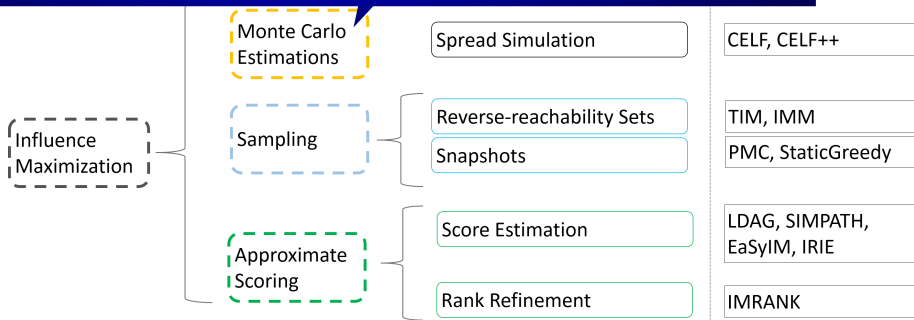 Monte Carlo
Estimations
Spread Simulation
CELF, CELF++
Influence
Maximization
Sampling
Reverse-reachability Sets
TIM, IMM
Snapshots
PMC, StaticGreedy
Approximate
Scoring
Score Estimation
LDAG, SIMPATH,
EaSyIM, IRIE
Rank Refinement
IMRANK